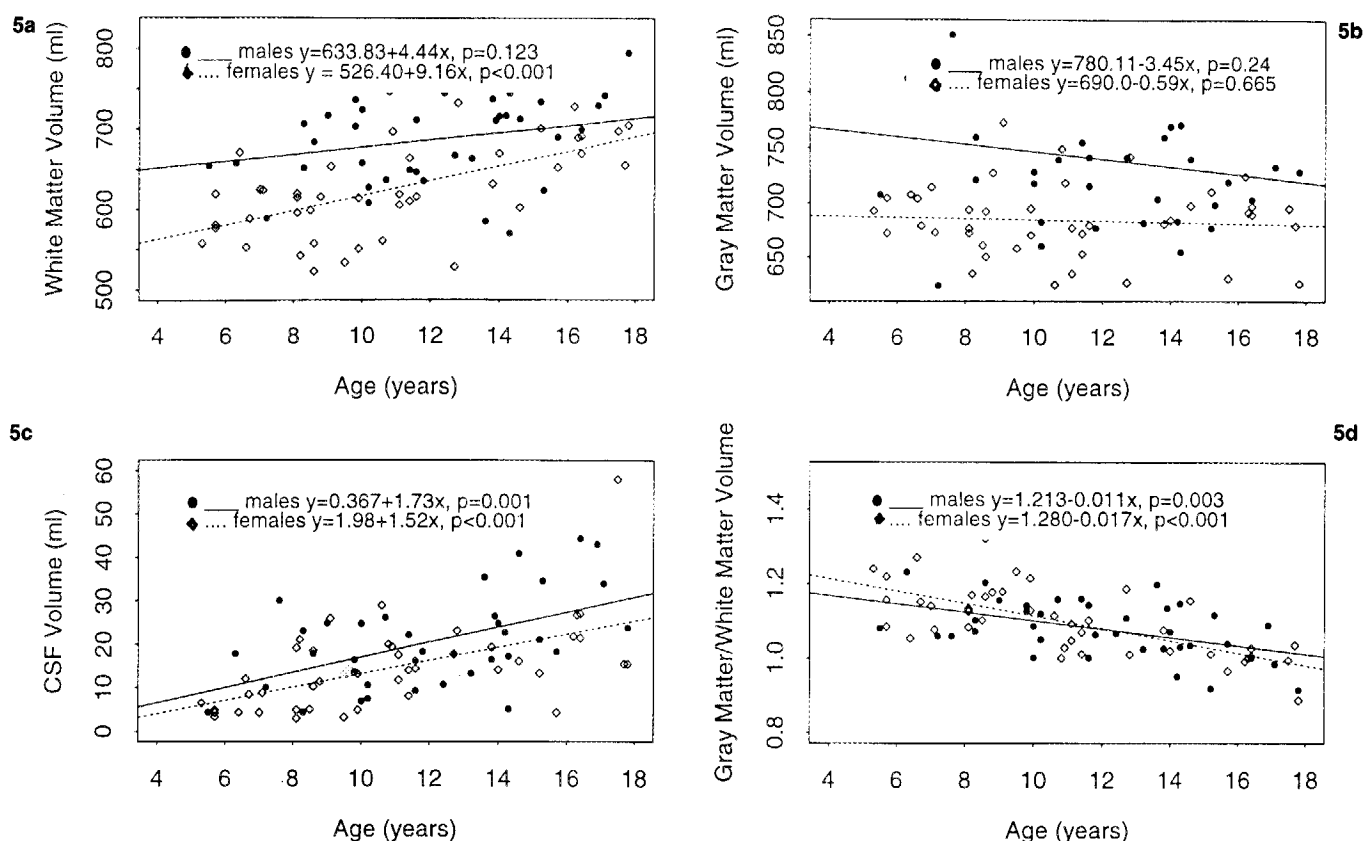 5a
White Matter Volume (ml)
800
700
600
500
males y=633.83+4.44x, p=0.123
females y = 526.40+9.16x, p<0.001
4 6 8 10 12 14 16 18
Age (years)
5b
Gray Matter Volume (ml)
850
800
750
700
650
males y=780.11-3.45x, p=0.24
females y=690.0-0.59x, p=0.665
4 6 8 10 12 14 16 18
Age (years)
5c
CSF Volume (ml)
60
50
40
30
20
10
0
males y=0.367+1.73x, p=0.001
females y=1.98+1.52x, p<0.001
4 6 8 10 12 14 16 18
Age (years)
5d
Gray Matter/White Matter Volume
1.4
1.2
1.0
0.8
males y=1.213-0.011x, p=0.003
females y=1.280-0.017x, p<0.001
4 6 8 10 12 14 16 18
Age (years)